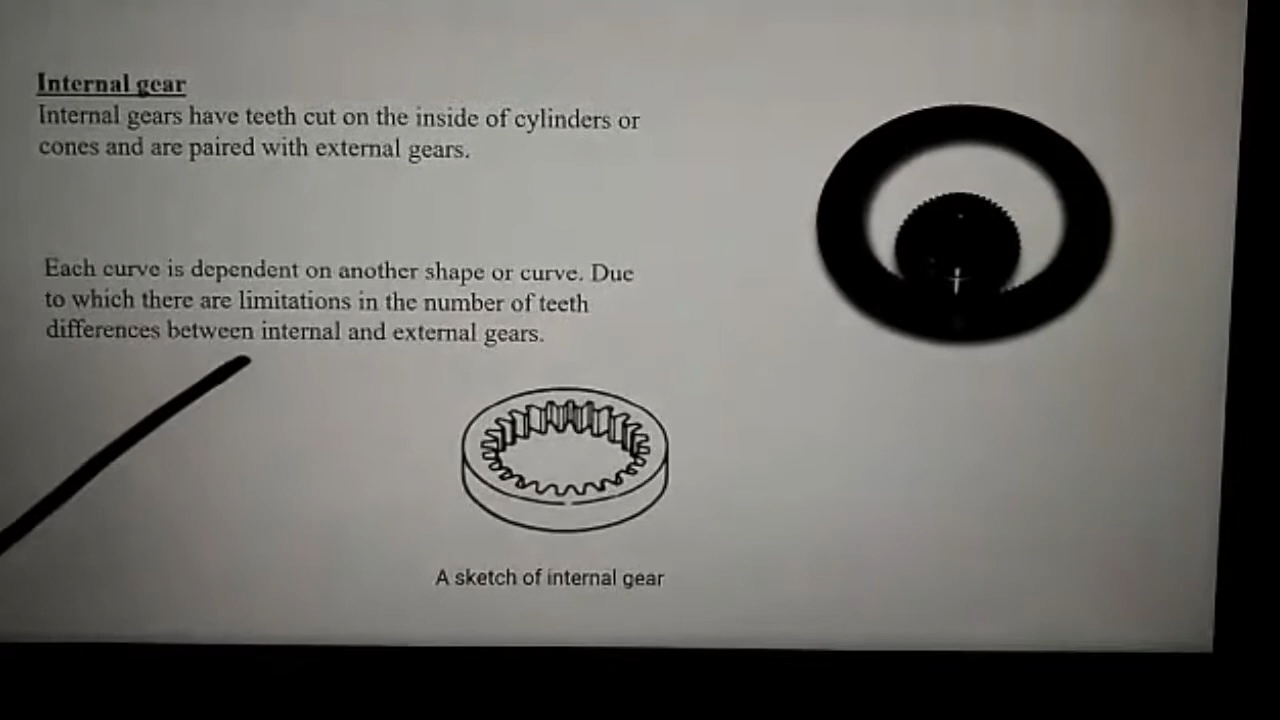 Internal gear
Internal gears have teeth cut on the inside of cylinders or
cones and are paired with external gears.
Each curve is dependent on another shape or curve. Due
to which there are limitations in the number of teeth
differences between internal and external gears.
A sketch of internal gear